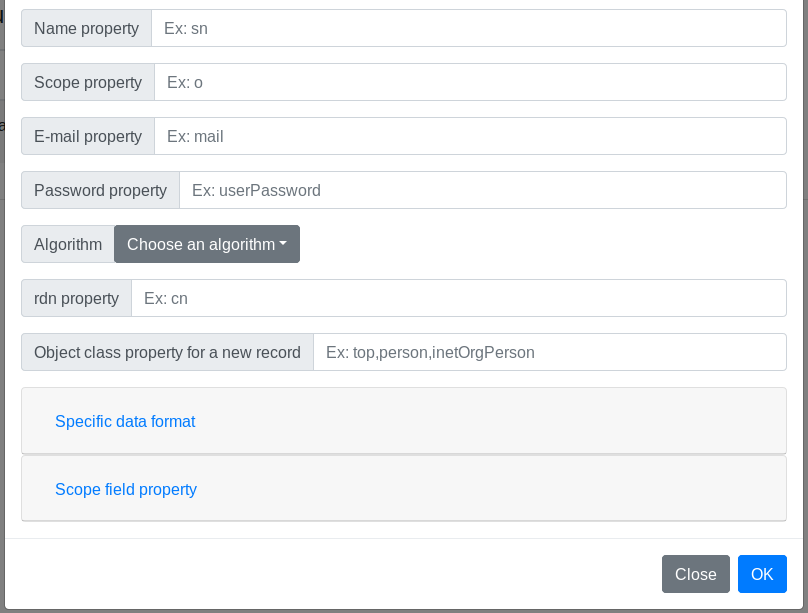 Name property Ex: sn
Scope property Ex: o
E-mail property Ex: mail
Password property Ex: userPassword
Algorithm Choose an algorithm
rdn property Ex: cn
Object class property for a new record Ex: top,person,inetOrgPerson
Specific data format
Scope field property
Close OK